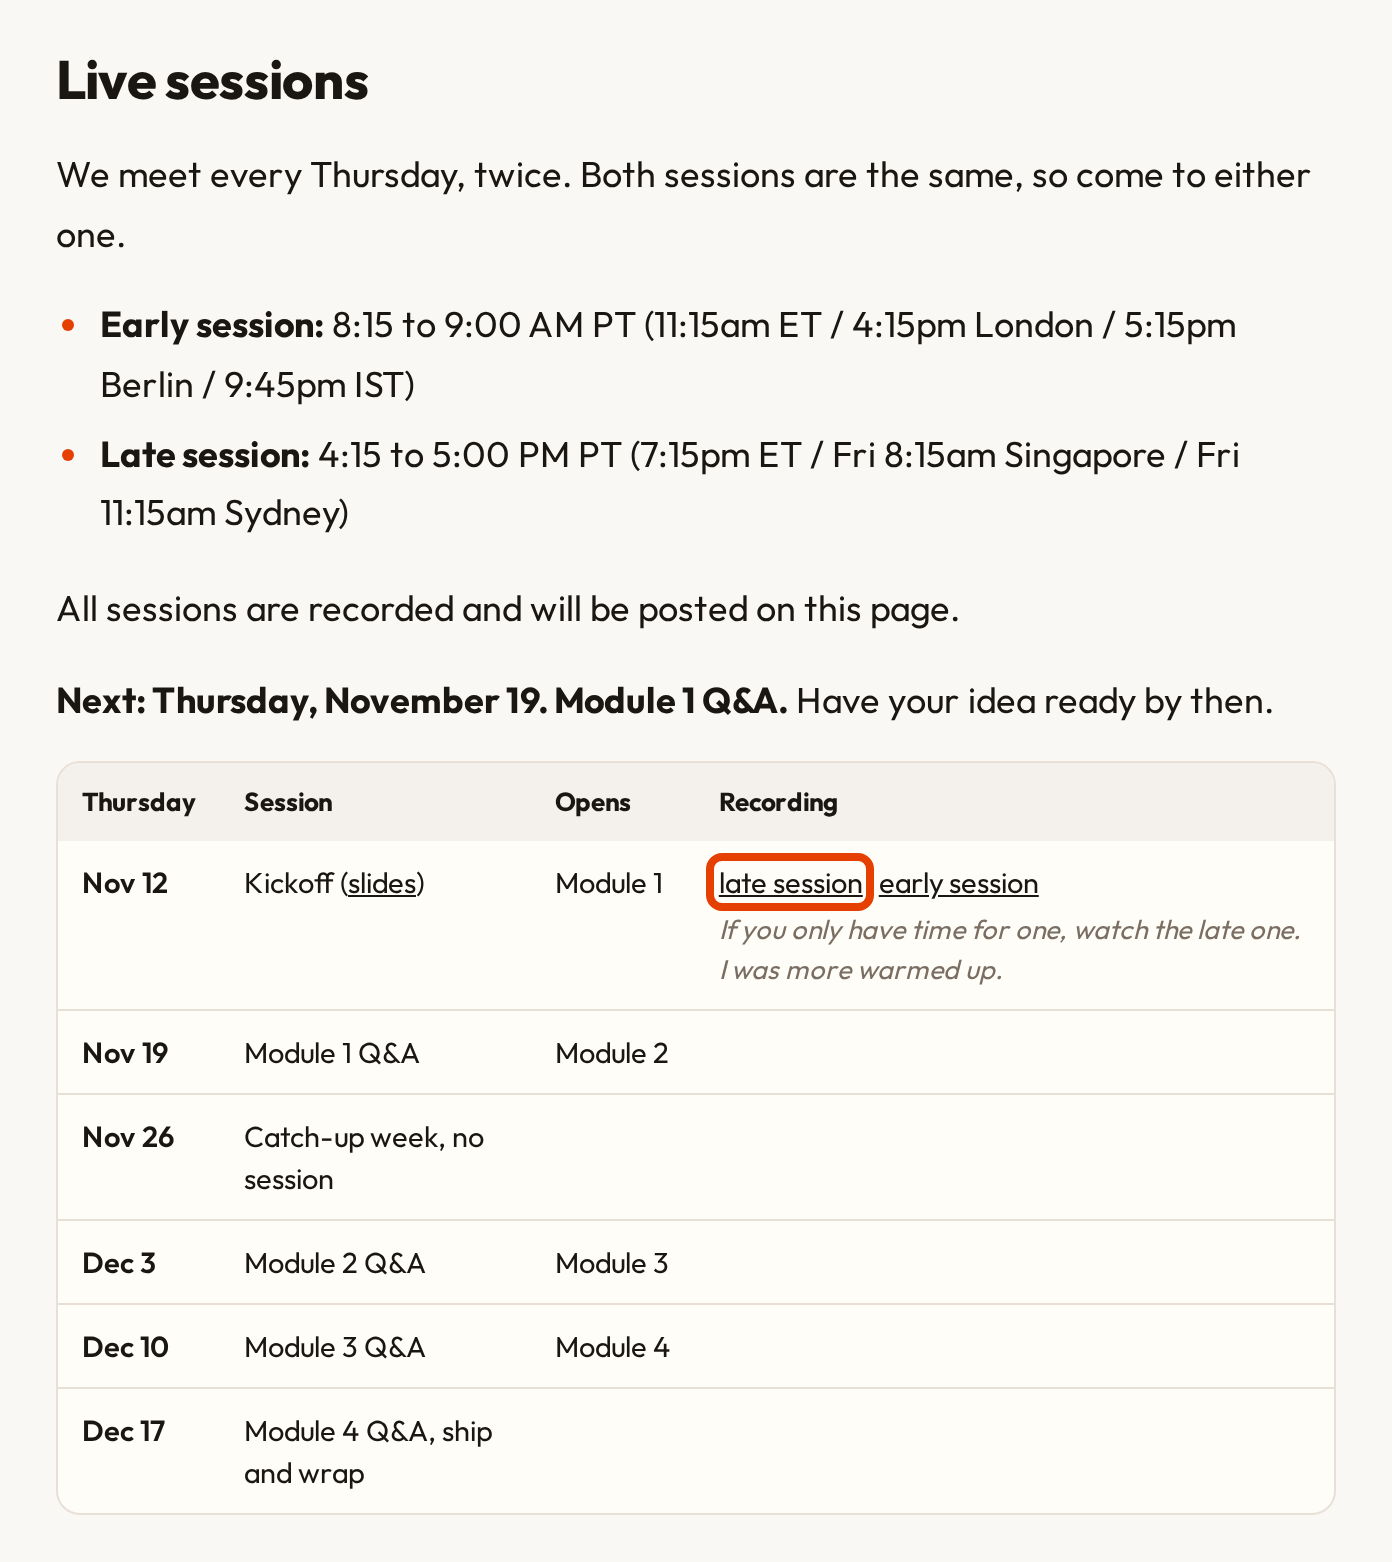 Live sessions
We meet every Thursday, twice. Both sessions are the same, so come to either
one.
• Early session: 8:15 to 9:00 AM PT (11:15am ET / 4:15pm London / 5:15pm
Berlin / 9:45pm IST)
• Late session: 4:15 to 5:00 PM PT (7:15pm ET / Fri 8:15am Singapore / Fri
11:15am Sydney)
All sessions are recorded and will be posted on this page.
Next: Thursday, November 19. Module 1 Q&A. Have your idea ready by then.
Thursday Session Opens Recording
Nov 12 Kickoff (slides) Module 1 late session early session
If you only have time for one, watch the late one.
I was more warmed up.
Nov 19 Module 1 Q&A Module 2
Nov 26 Catch-up week, no
session
Dec 3 Module 2 Q&A Module 3
Dec 10 Module 3 Q&A Module 4
Dec 17 Module 4 Q&A, ship
and wrap